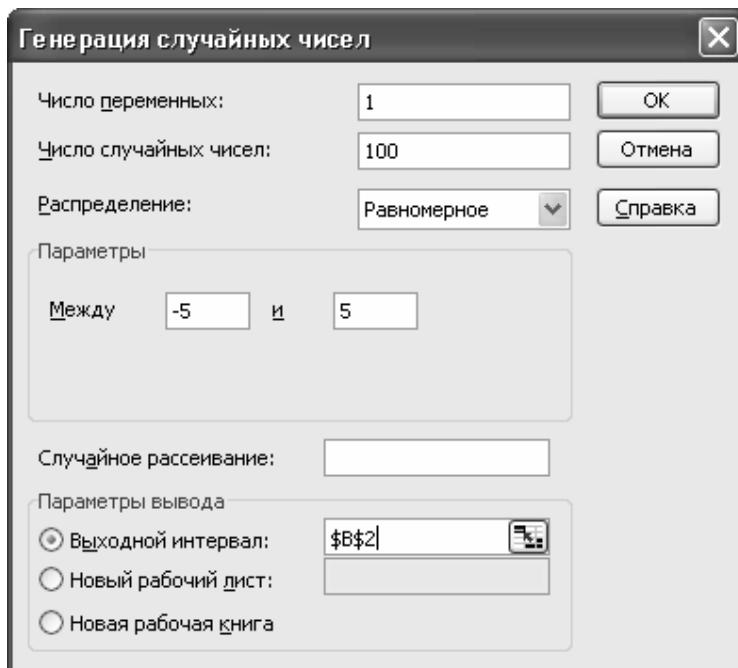 Генерация случайных чисел
Число переменных: 1 OK
Число случайных чисел: 100 Отмена
Распределение: Равномерное Справка
Параметры
Между -5 и 5
Случайное рассеивание:
Параметры вывода
Выходной интервал: $B$2
Новый рабочий лист:
Новая рабочая книга